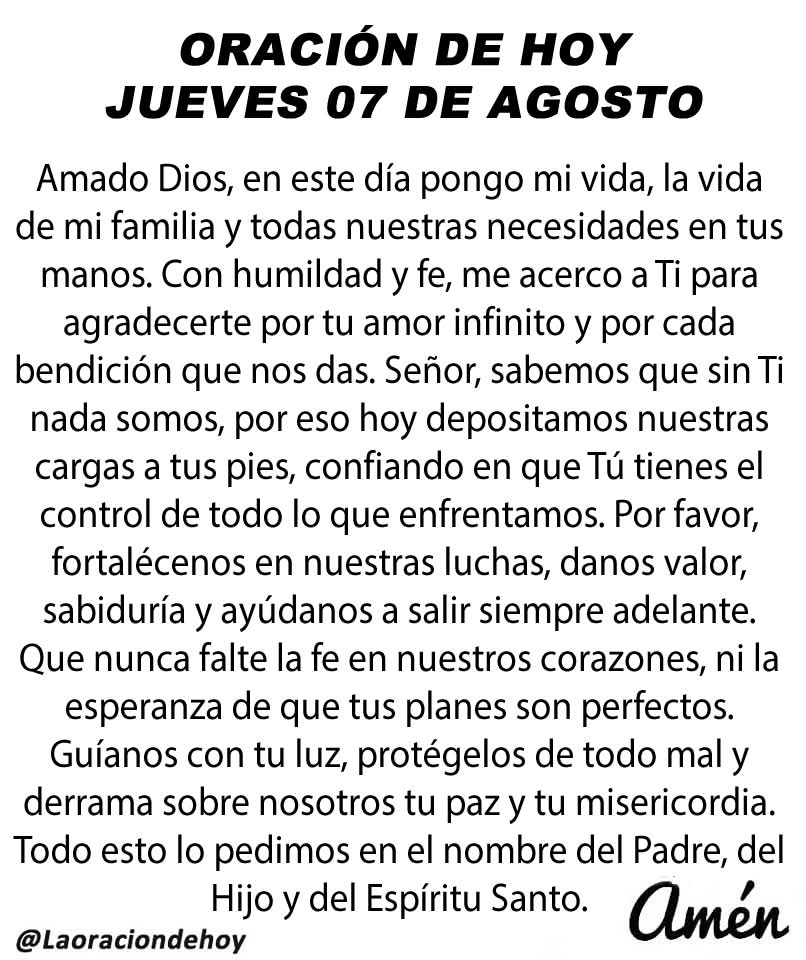 ORACIÓN DE HOY
JUEVES 07 DE AGOSTO
Amado Dios, en este día pongo mi vida, la vida
de mi familia y todas nuestras necesidades en tus
manos. Con humildad y fe, me acerco a Ti para
agradecerte por tu amor infinito y por cada
bendición que nos das. Señor, sabemos que sin Ti
nada somos, por eso hoy depositamos nuestras
cargas a tus pies, confiando en que Tú tienes el
control de todo lo que enfrentamos. Por favor,
fortalécenos en nuestras luchas, danos valor,
sabiduría y ayúdanos a salir siempre adelante.
Que nunca falte la fe en nuestros corazones, ni la
esperanza de que tus planes son perfectos.
Guíanos con tu luz, protégelos de todo mal y
derrama sobre nosotros tu paz y tu misericordia.
Todo esto lo pedimos en el nombre del Padre, del
Hijo y del Espíritu Santo.
Amén
@Laoraciondehoy